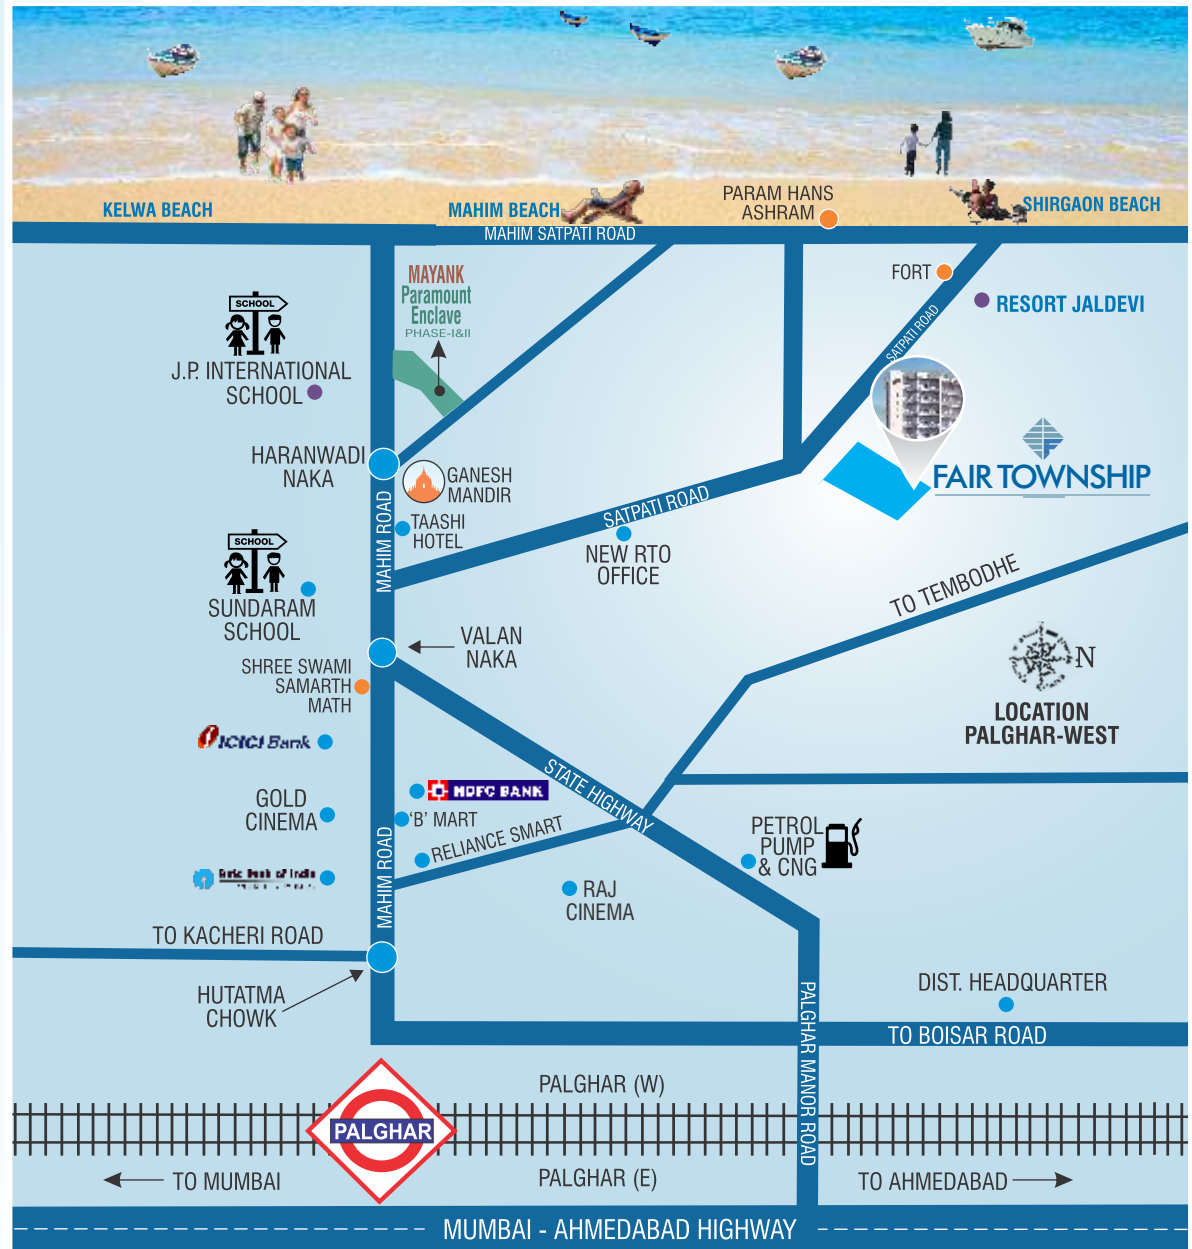 KELWA BEACH
MAHIM BEACH
PARAM HANS
ASHRAM
SHIRGAON BEACH
MAHIM SATPATI ROAD
MAYANK
Paramount
Enclave
PHASE-I&II
FORT
RESORT JALDEVI
SATPATI ROAD
SCHOOL
J.P. INTERNATIONAL
SCHOOL
HARANWADI
NAKA
GANESH
MANDIR
FAIR TOWNSHIP
MAHIM ROAD
TAASHI
HOTEL
SATPATI ROAD
NEW RTO
OFFICE
SCHOOL
SUNDARAM
SCHOOL
TO TEMBODHE
VALAN
NAKA
N
LOCATION
PALGHAR-WEST
SHREE SWAMI
SAMARTH
MATH
ICICI Bank
STATE HIGHWAY
HDFC BANK
GOLD
CINEMA
'B' MART
RELIANCE SMART
PETROL
PUMP
& CNG
MAHIM ROAD
Bank of India
RAJ
CINEMA
TO KACHERI ROAD
HUTATMA
CHOWK
DIST. HEADQUARTER
PALGHAR MANOR ROAD
TO BOISAR ROAD
PALGHAR (W)
PALGHAR
TO MUMBAI
PALGHAR (E)
TO AHMEDABAD
MUMBAI - AHMEDABAD HIGHWAY